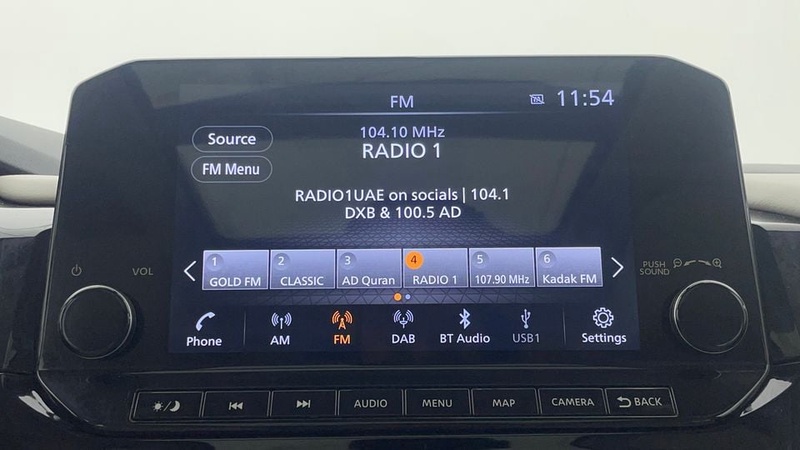 FM
11:54
Source
104.10 MHz
RADIO 1
FM Menu
RADIO1UAE on socials | 104.1
DXB & 100.5 AD
1 GOLD FM
2 CLASSIC
3 AD Quran
4 RADIO 1
5 107.90 MHz
6 Kadak FM
VOL
PUSH
SOUND
Phone
AM
FM
DAB
BT Audio
USB1
Settings
AUDIO
MENU
MAP
CAMERA
BACK